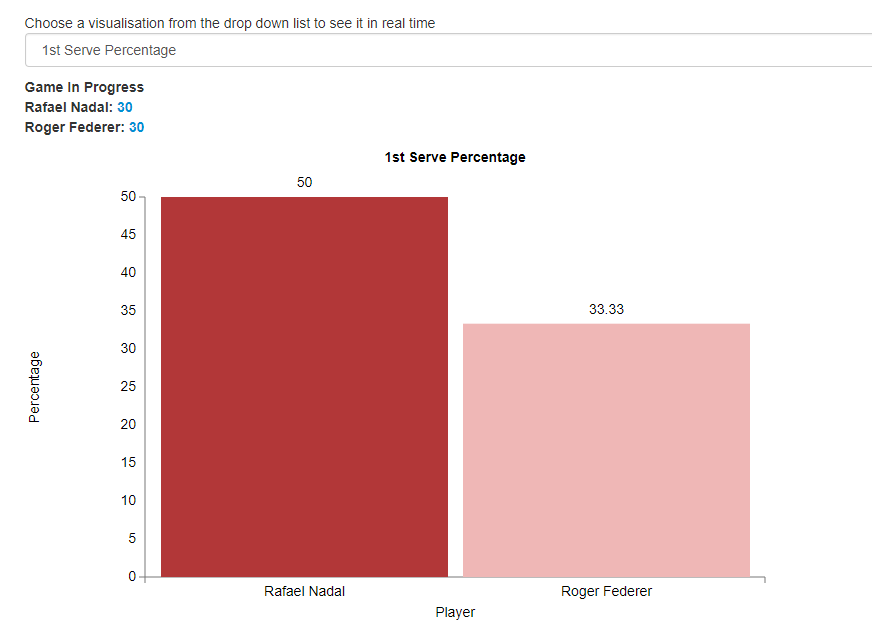 Choose a visualisation from the drop down list to see it in real time
1st Serve Percentage
Game In Progress
Rafael Nadal: 30
Roger Federer: 30
1st Serve Percentage
50
50
45
40
35
33.33
30
25
20
15
10
5
0
Percentage
Rafael Nadal
Roger Federer
Player